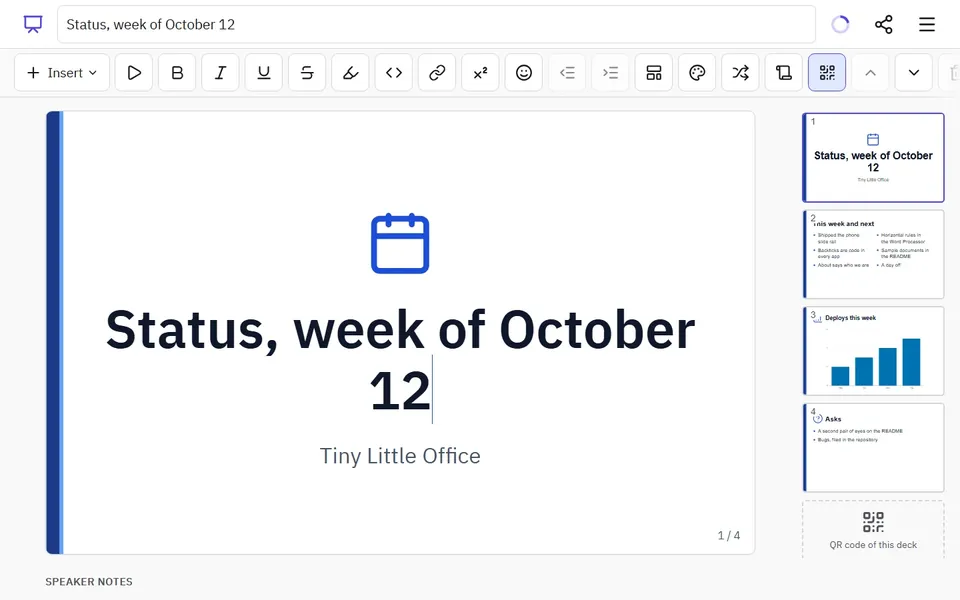 Status, week of October 12
Insert
B
I
U
S
x²
Status, week of October
12
Tiny Little Office
1 / 4
SPEAKER NOTES
1
Status, week of October
12
Tiny Little Office
2
This week and next
• Shipped the phone
slide rail
• Backticks are code in
every app
• About says who we are
• Horizontal rules in
the Word Processor
• Sample documents in
the README
• A day off
3
Deploys this week
4
Asks
• A second pair of eyes on the README
• Bugs, filed in the repository
QR code of this deck